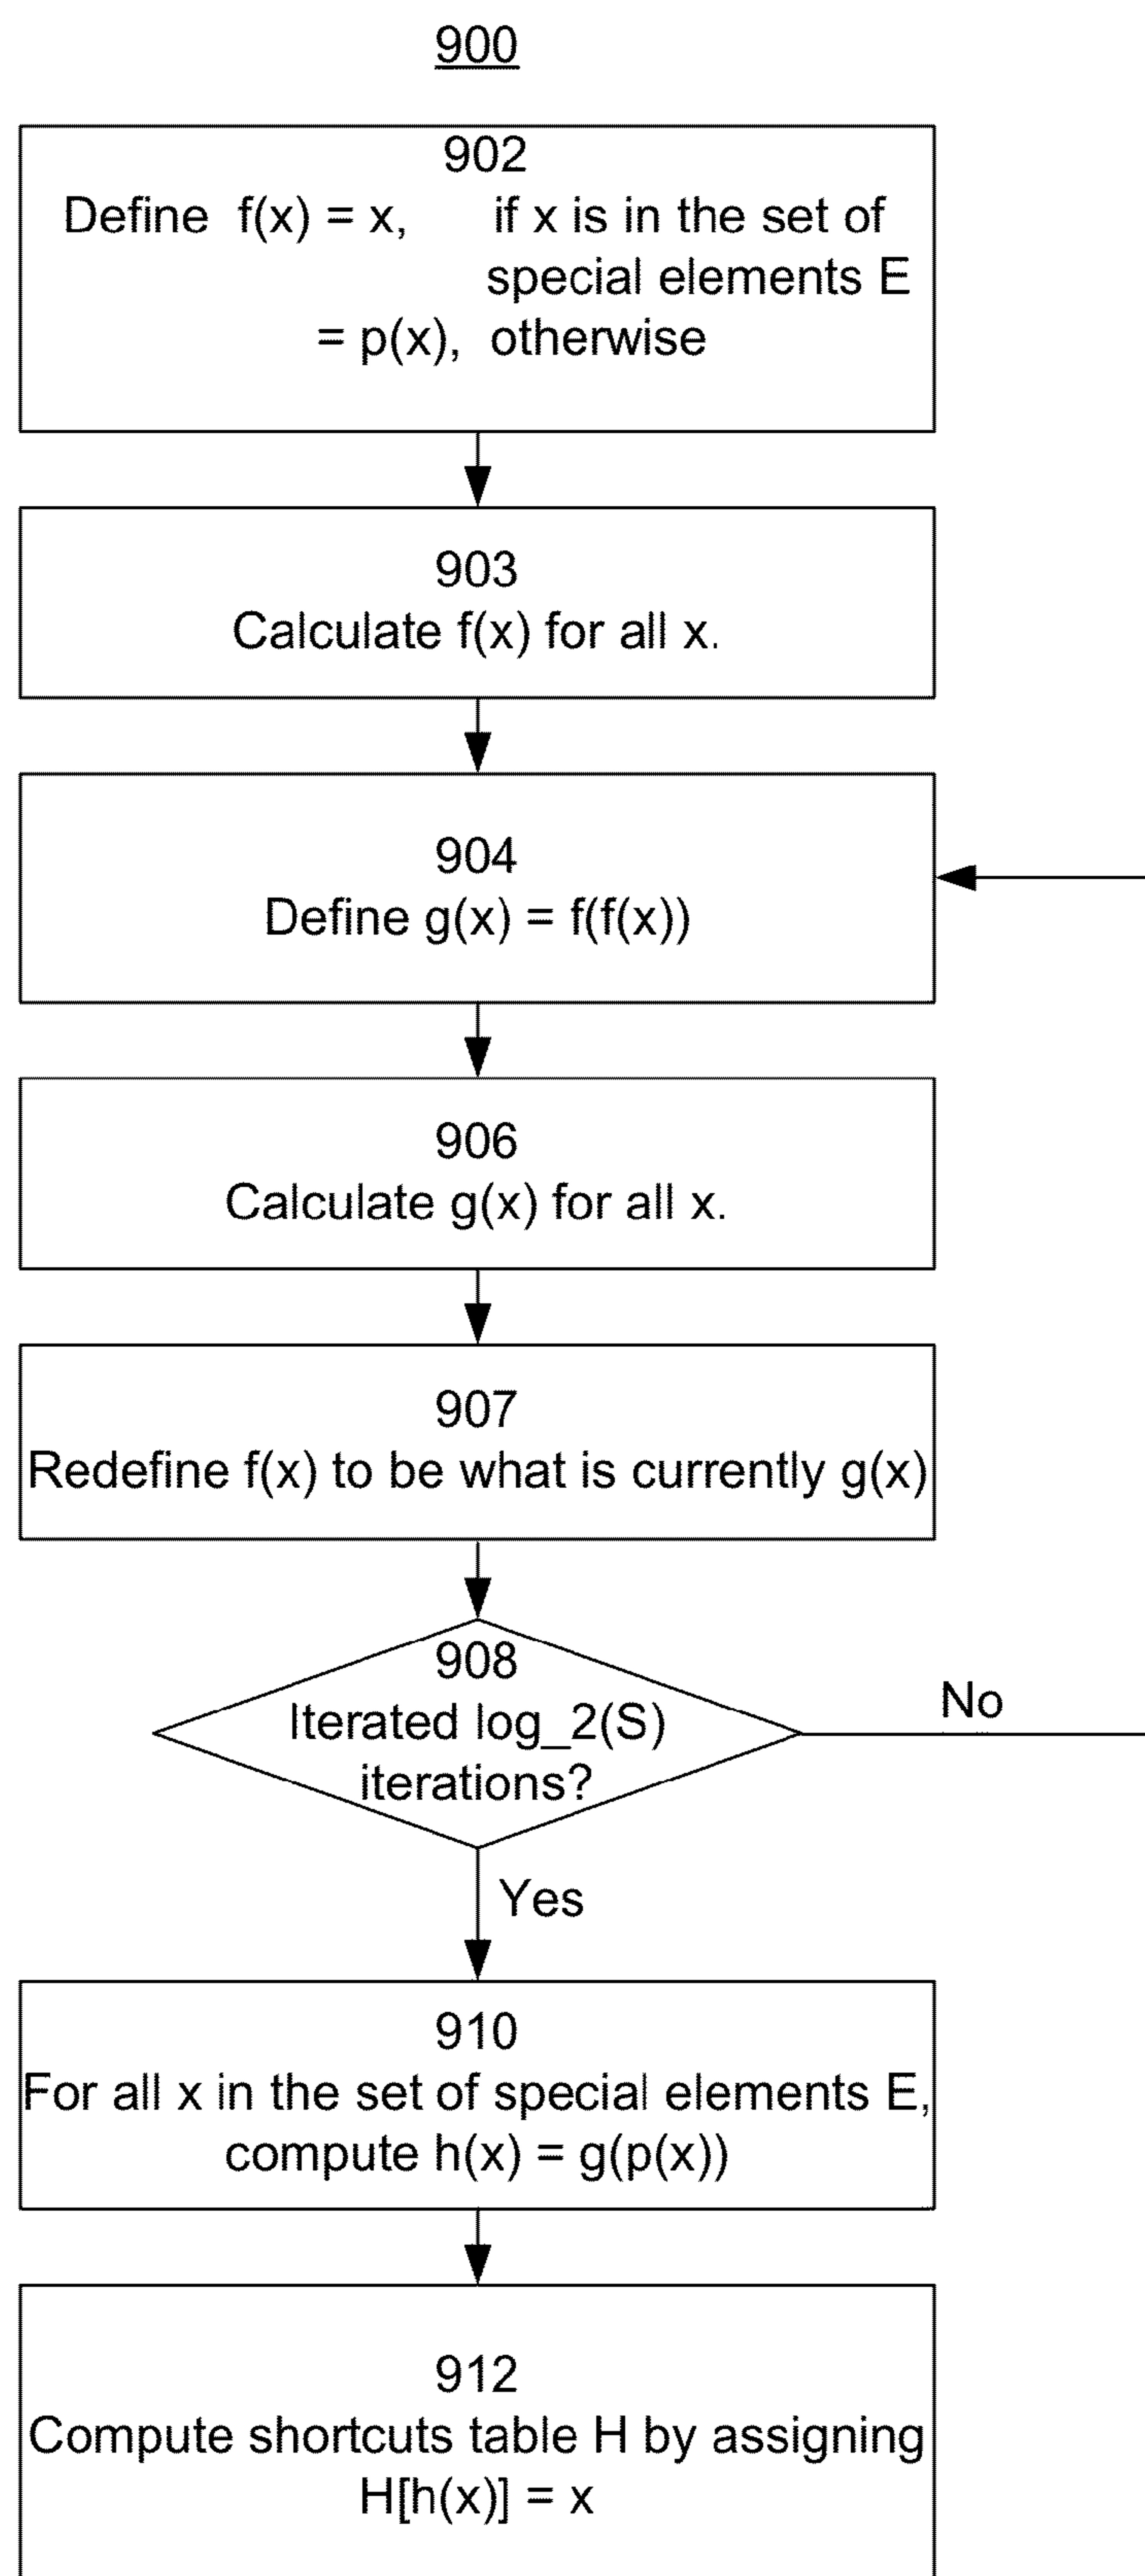 900
902
Define f(x) = x, if x is in the set of
special elements E
= p(x), otherwise
903
Calculate f(x) for all x.
904
Define g(x) = f(f(x))
906
Calculate g(x) for all x.
907
Redefine f(x) to be what is currently g(x)
908
Iterated log_2(S)
iterations?
No
Yes
910
For all x in the set of special elements E,
compute h(x) = g(p(x))
912
Compute shortcuts table H by assigning
H[h(x)] = x